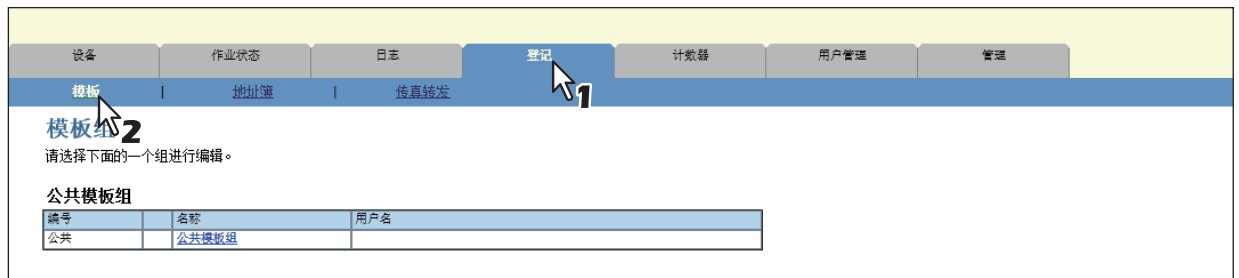 设备 作业状态 日志 登记 计数器 用户管理 管理
1
模板 | 地址簿 | 传真转发
2
模板组
请选择下面的一个组进行编辑。
公共模板组
编号 名称 用户名
公共 公共模板组